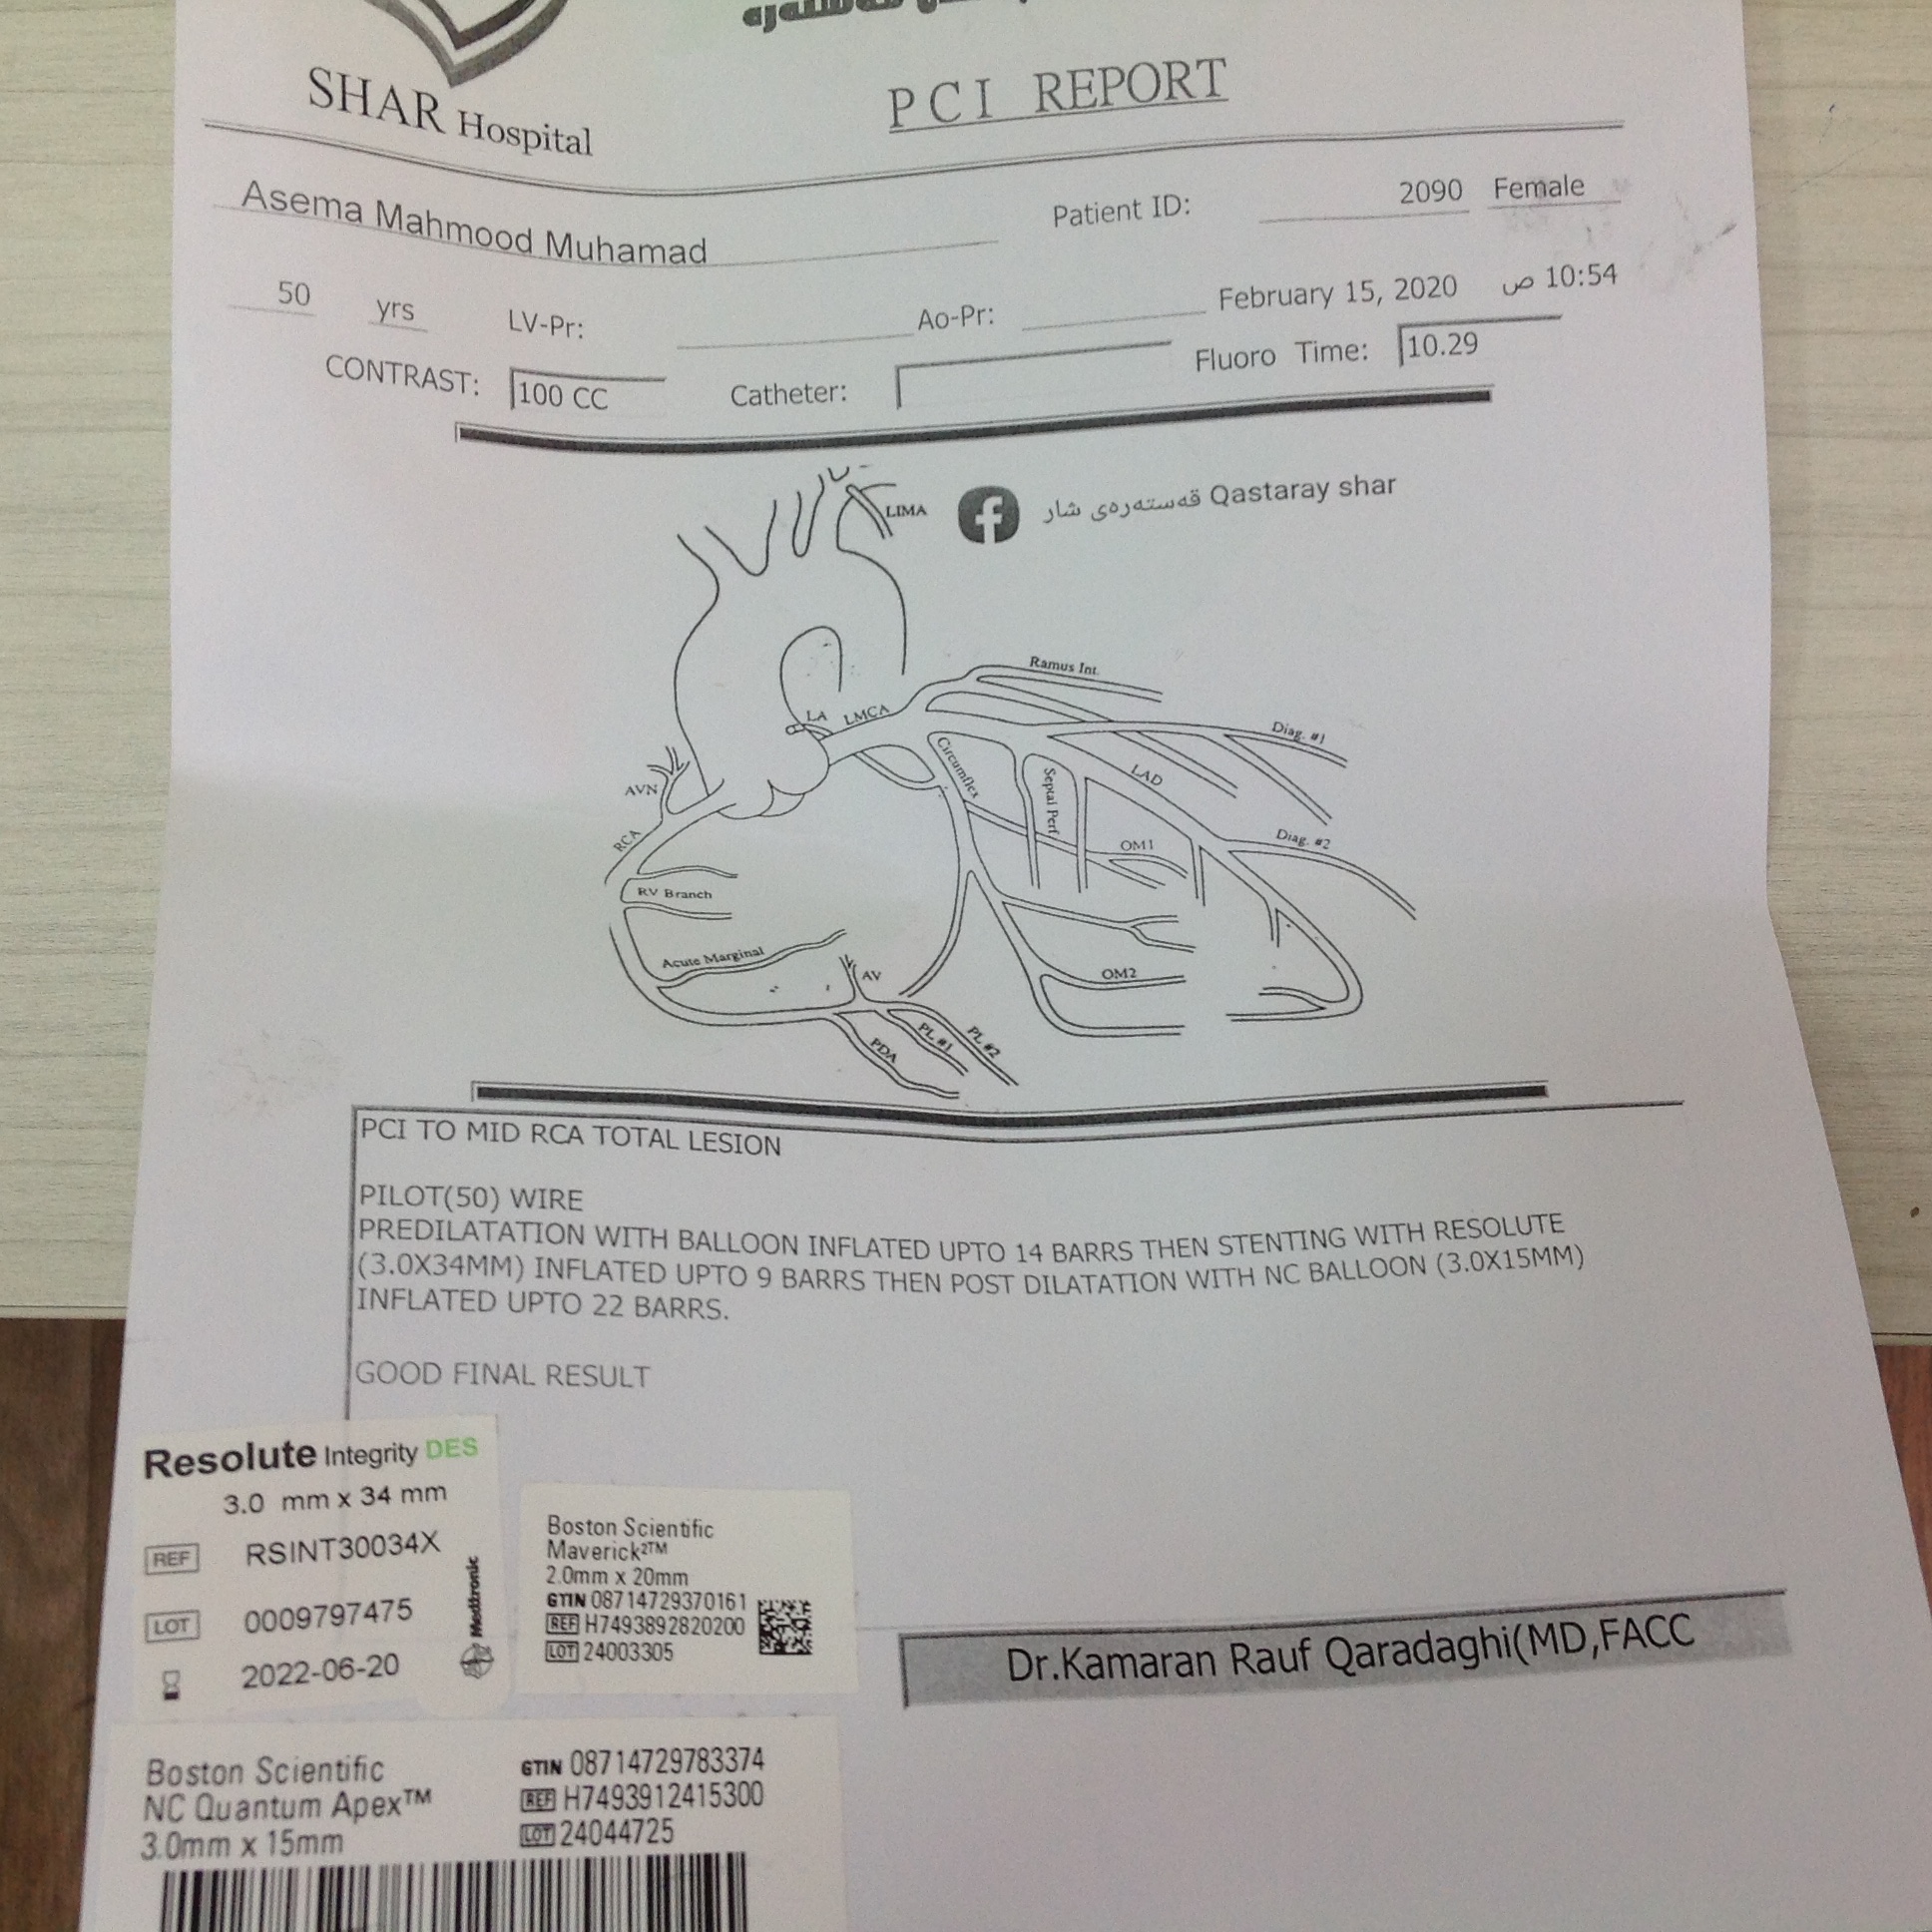 SHAR Hospital
PCI REPORT
Asema Mahmood Muhamad
Patient ID: 2090 Female
50 yrs LV-Pr: Ao-Pr: February 15, 2020 ص 10:54
CONTRAST: 100 CC Catheter: Fluoro Time: 10.29
LIMA
قەستەرەی شار Qastaray shar
Ramus Int.
LA LMCA
Diag. #1
Circumflex
Septal Perf
LAD
AVN
RCA
Diag. #2
OM1
RV Branch
Acute Marginal
AV
OM2
PDA
PL #1
PL #2
PCI TO MID RCA TOTAL LESION
PILOT(50) WIRE
PREDILATATION WITH BALLOON INFLATED UPTO 14 BARRS THEN STENTING WITH RESOLUTE
(3.0X34MM) INFLATED UPTO 9 BARRS THEN POST DILATATION WITH NC BALLOON (3.0X15MM)
INFLATED UPTO 22 BARRS.
GOOD FINAL RESULT
Resolute Integrity DES
3.0 mm x 34 mm
REF RSINT30034X
LOT 0009797475
2022-06-20
Medtronic
Boston Scientific
Maverick²™
2.0mm x 20mm
GTIN 08714729370161
REF H7493892820200
LOT 24003305
Dr.Kamaran Rauf Qaradaghi(MD,FACC
Boston Scientific
NC Quantum Apex™
3.0mm x 15mm
GTIN 08714729783374
REF H7493912415300
LOT 24044725